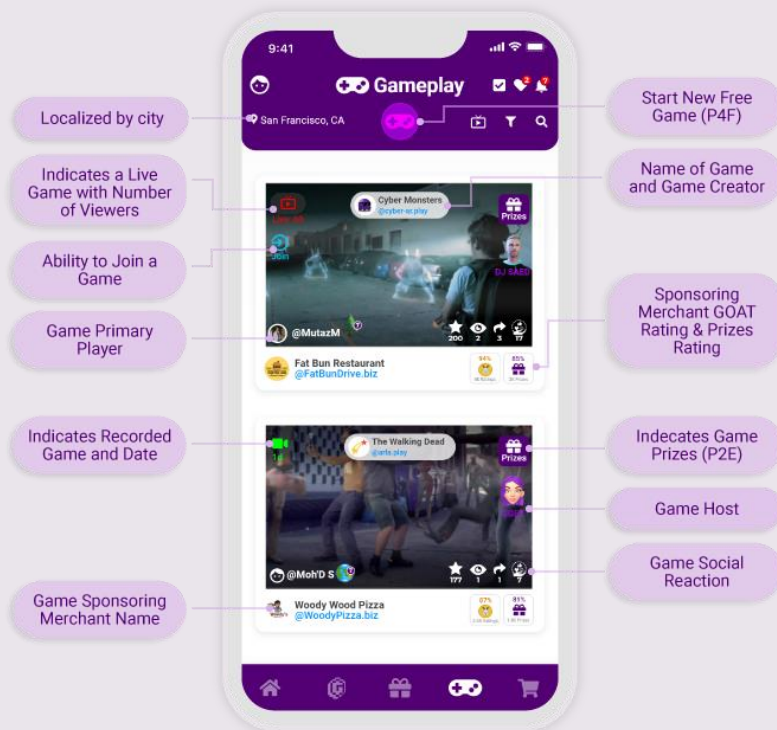 9:41
Gameplay
2
7
San Francisco, CA
Localized by city
Start New Free
Game (P4F)
Indicates a Live
Game with Number
of Viewers
Name of Game
and Game Creator
Cyber Monsters
@cyber-ar.play
Prizes
Ability to Join a
Game
Join
DJ SAED
Game Primary
Player
Sponsoring
Merchant GOAT
Rating & Prizes
Rating
@MutazM
200
2
3
17
Fat Bun Restaurant
@FatBunDrive.biz
94%
85%
Indicates Recorded
Game and Date
The Walking Dead
@arte.play
Prizes
Indecates Game
Prizes (P2E)
Game Host
@Moh'D S
177
1
1
7
Game Social
Reaction
Game Sponsoring
Merchant Name
Woody Wood Pizza
@WoodyPizza.biz
81%